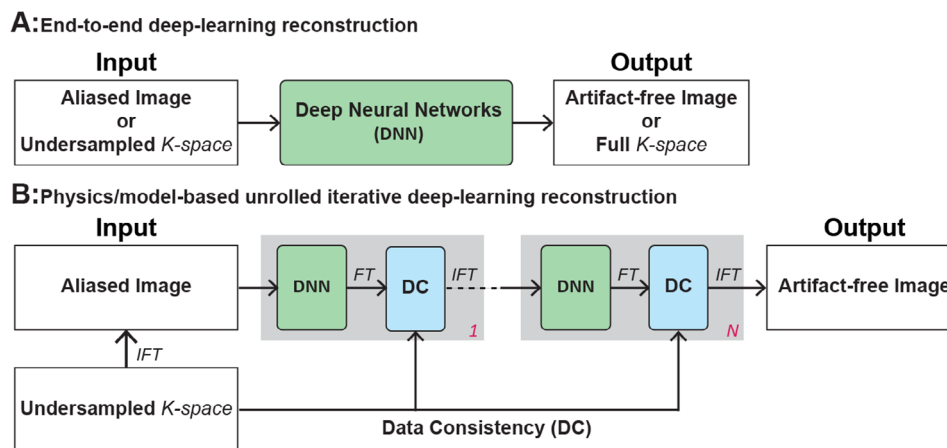 A:End-to-end deep-learning reconstruction
Input
Output
Aliased Image
or
Undersampled K-space
Deep Neural Networks
(DNN)
Artifact-free Image
or
Full K-space
B:Physics/model-based unrolled iterative deep-learning reconstruction
Input
Output
Aliased Image
DNN
FT
DC
IFT
1
DNN
FT
DC
IFT
N
Artifact-free Image
IFT
Undersampled K-space
Data Consistency (DC)